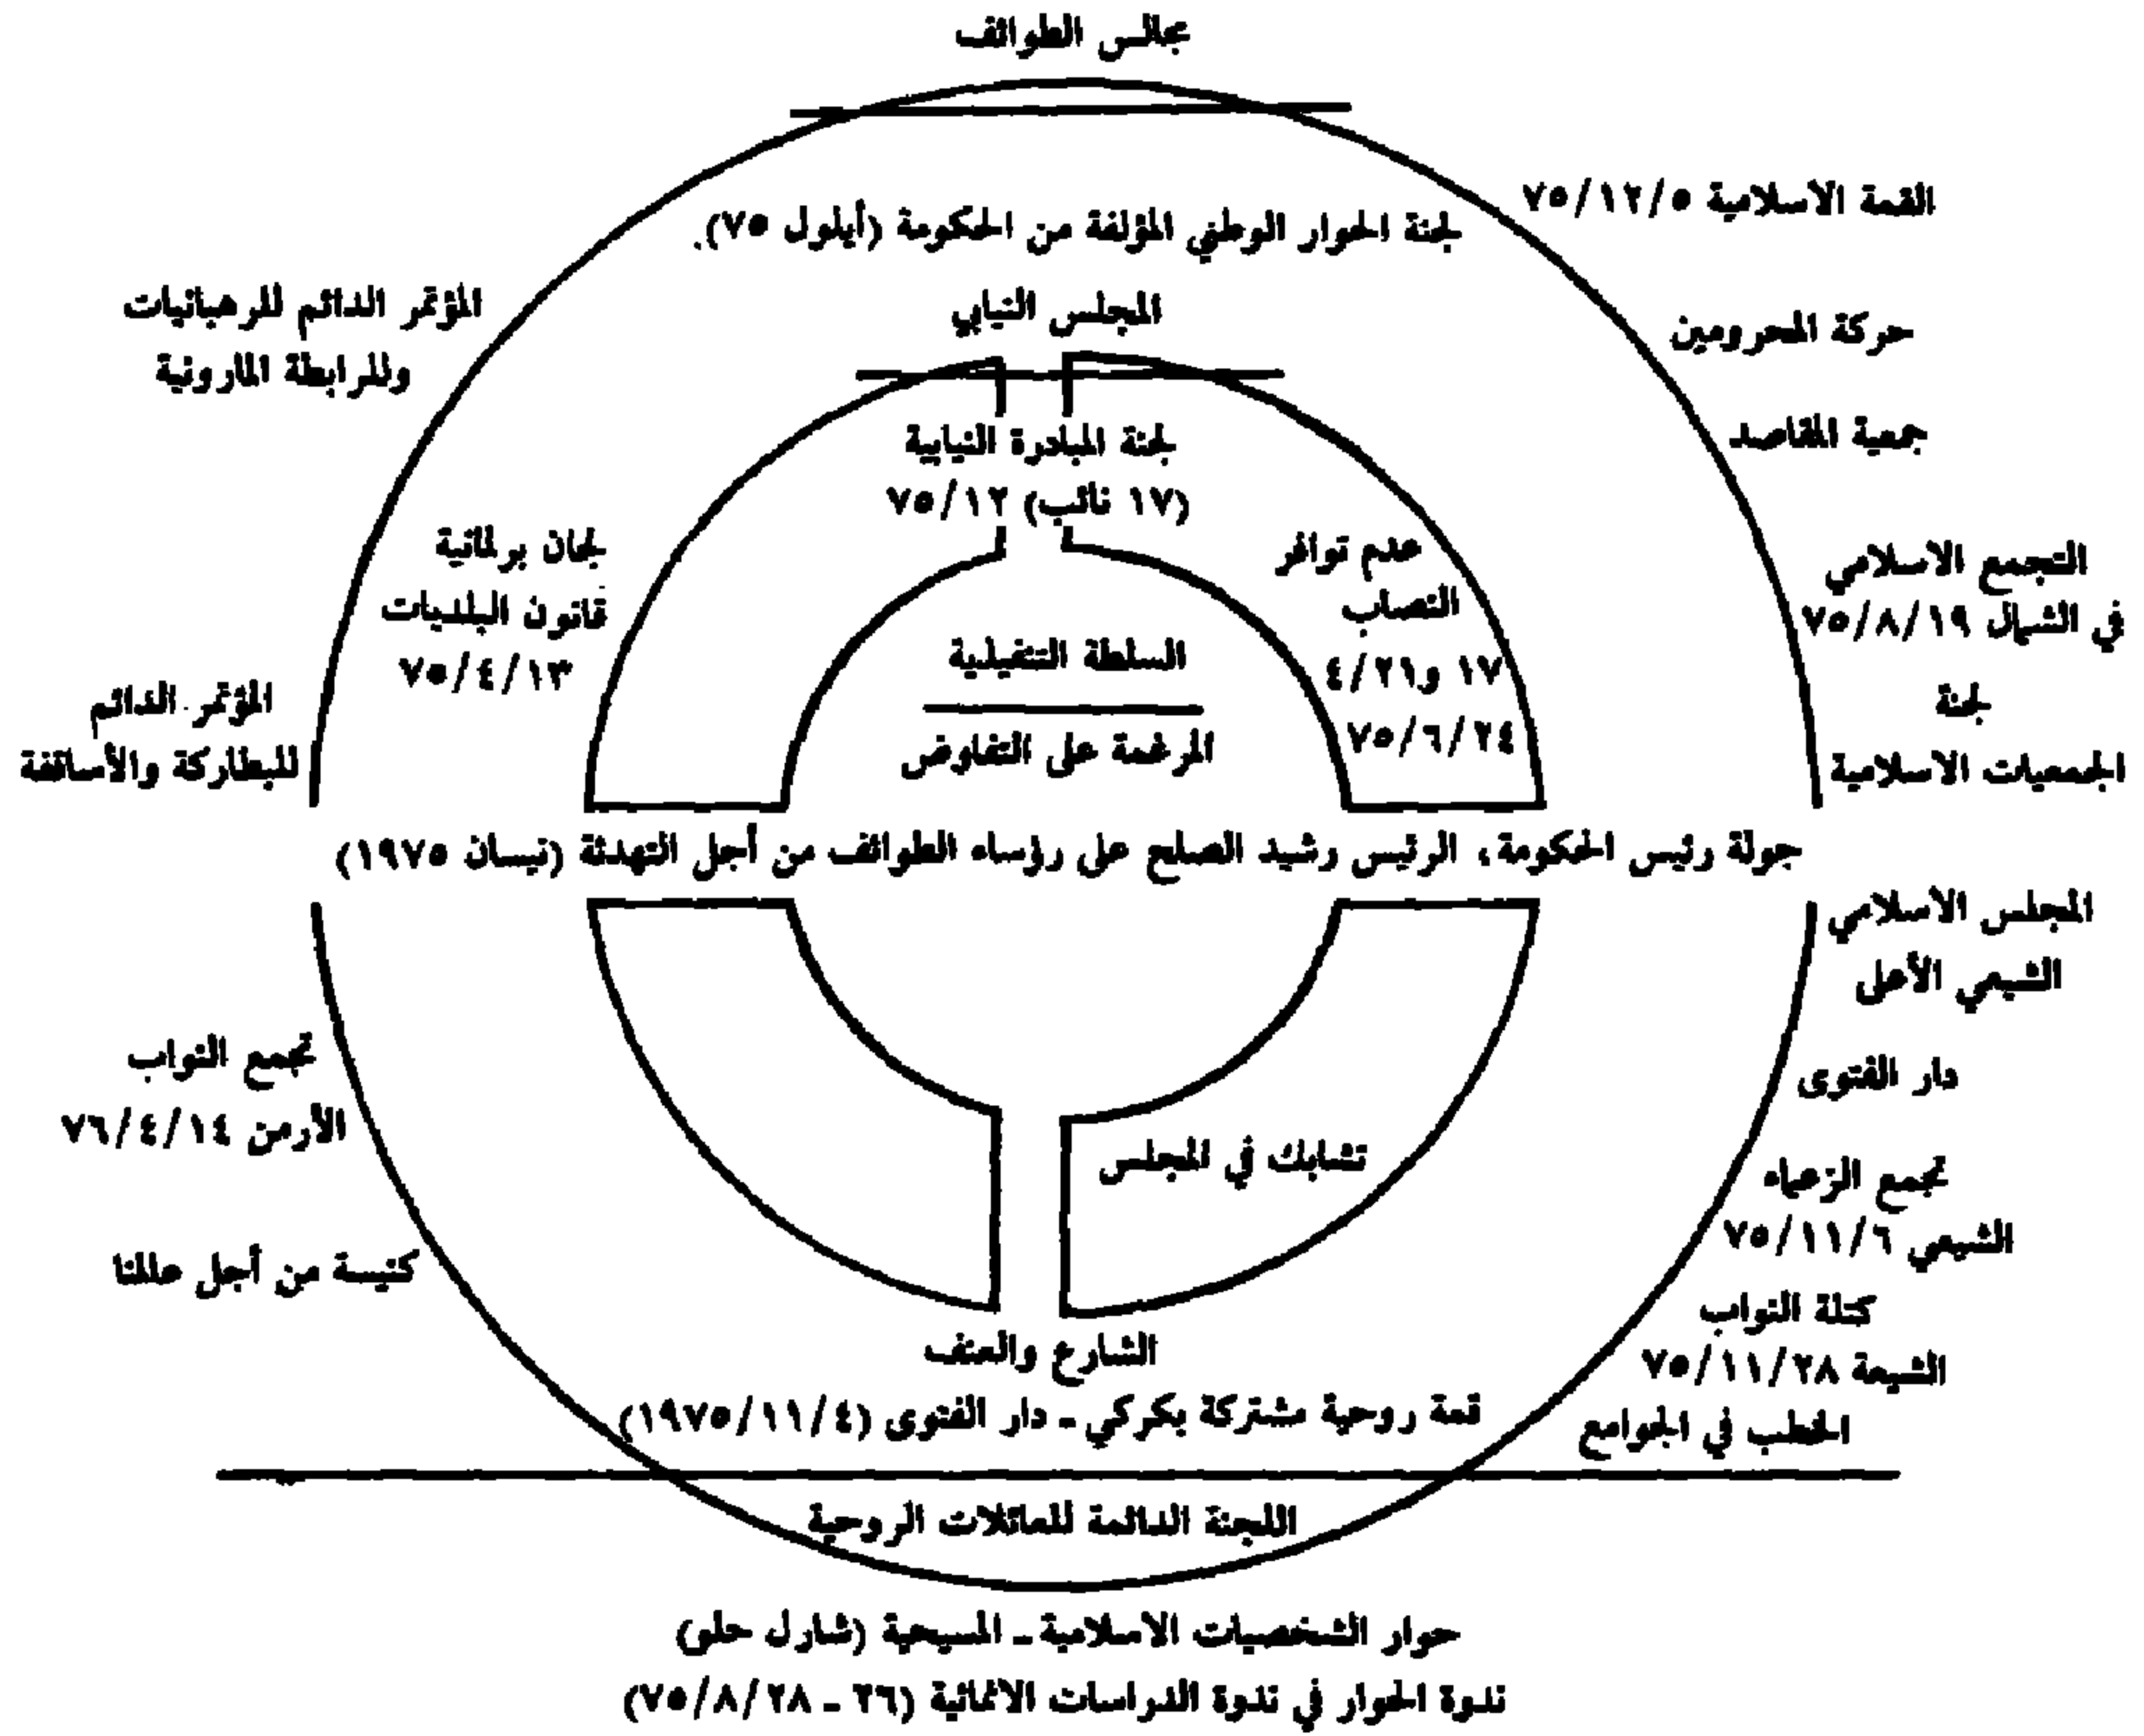 مجالس الطوائف
القمة الاسلامية ٧٥/١٢/٥
لجنة الحوار الوطني المؤلفة من الحكومة (أيلول ٧٥).
المؤتمر الدائم للرهبانيات
وللرابطة المارونية
المجلس النيابي
حركة المحرومين
جمعية المقاصد
لجنة المبادرة النيابية
(١٧ نائب) ٧٥/١٢
لجان برلمانية
قانون البلديات
٧٥/٤/١٣
عدم توافر
النصاب
١٧ و٤/٢١
٧٥/٦/٢٤
التجمع الاسلامي
في الشمال ٧٥/٨/١٩
السلطة التنفيذية
المرغمة على التفاوض
المؤتمر الدائم
للبطاركة والأساقفة
لجنة
الجمعيات الاسلامية
جولة رئيس الحكومة، الرئيس رشيد الصلح على رؤساء الطوائف من أجل التهدئة (نيسان ١٩٧٥)
المجلس الاسلامي
الشيعي الأعلى
تجمع النواب
الأرمن ٧٦/٤/١٤
دار الفتوى
تشابك في المجلس
تجمع الزعماء
الشيعي ٧٥/١١/٦
كنيسة من أجل عالمنا
كتلة النواب
الشيعة ٧٥/١١/٢٨
الشارع والعنف
قمة روحية مشتركة بكركي - دار الفتوى (١٩٧٥/١١/٤)
الخطب في الجوامع
اللجنة الدائمة للعائلات الروحية
حوار الشخصيات الاسلامية - المسيحية (شارل حلو)
ندوة الحوار في ندوة الدراسات الانمائية (٢٦ - ٧٥/٨/٢٨)